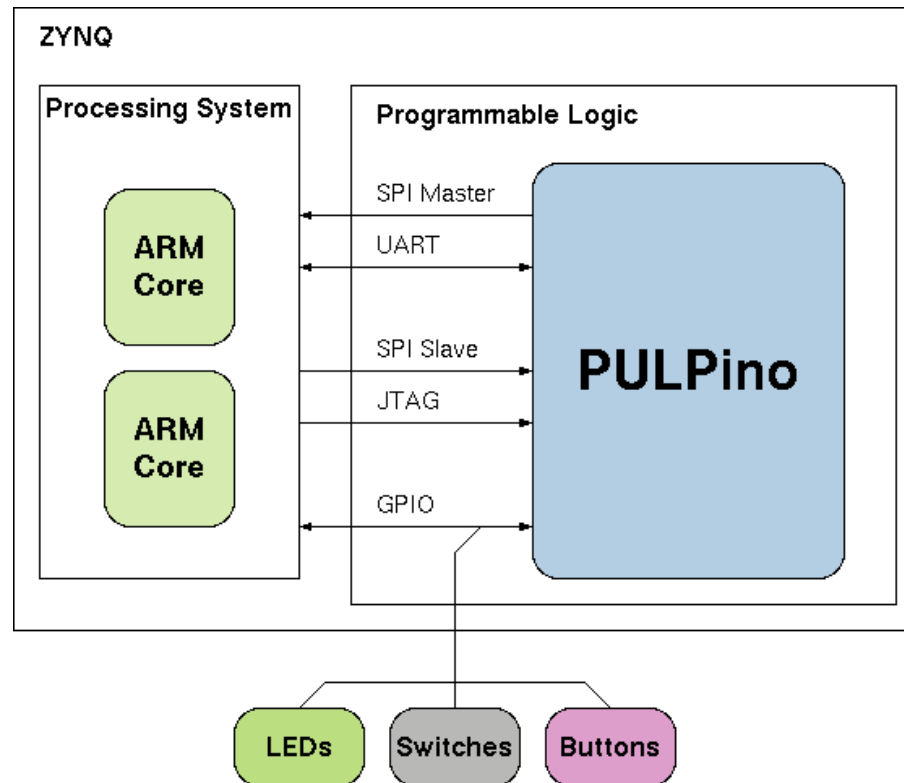 ZYNQ
Processing System
Programmable Logic
ARM
Core
ARM
Core
SPI Master
UART
SPI Slave
JTAG
GPIO
PULPino
LEDs
Switches
Buttons